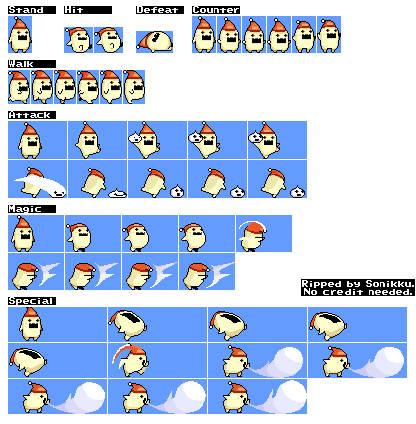 Stand Hit Defeat Counter
Walk
Attack
Magic
Ripped by Sonikku.
No credit needed.
Special